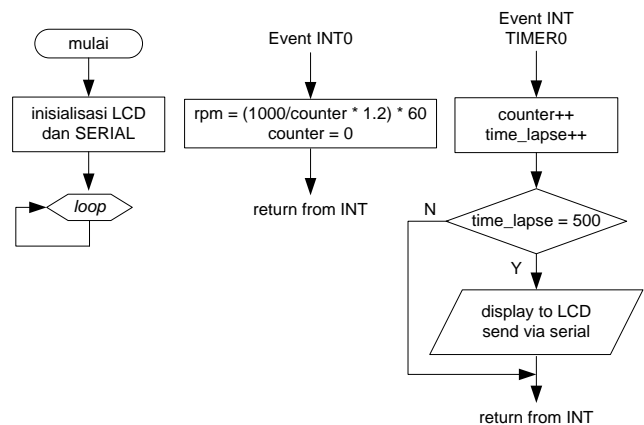 mulai
inisialisasi LCD
dan SERIAL
loop
Event INT0
rpm = (1000/counter * 1.2) * 60
counter = 0
return from INT
Event INT
TIMER0
counter++
time_lapse++
time_lapse = 500
N
Y
display to LCD
send via serial
return from INT